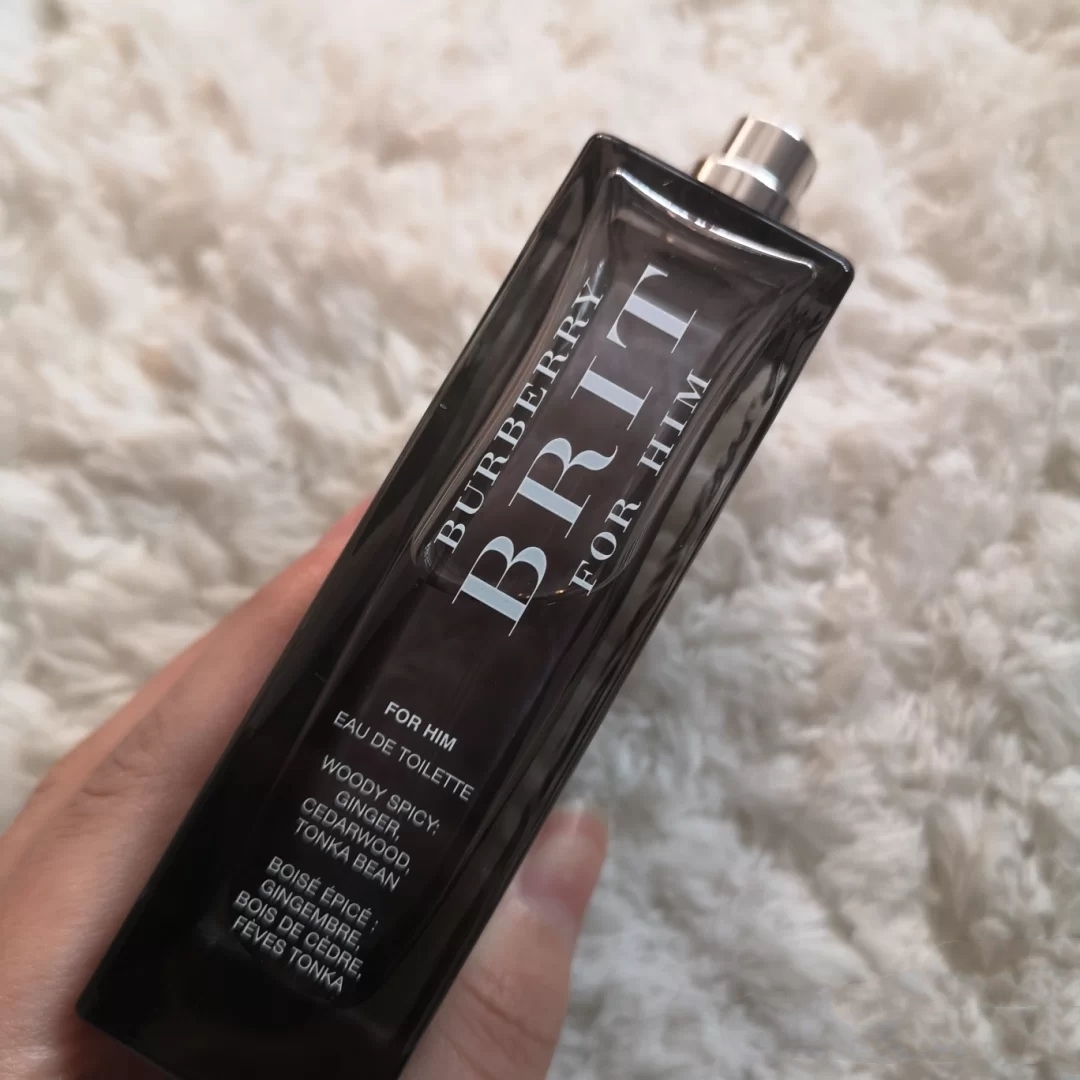 BURBERRY
BRIT
FOR HIM
FOR HIM
EAU DE TOILETTE
WOODY SPICY:
GINGER,
CEDARWOOD,
TONKA BEAN
BOISÉ ÉPICÉ :
GINGEMBRE,
BOIS DE CÈDRE,
FÈVES TONKA